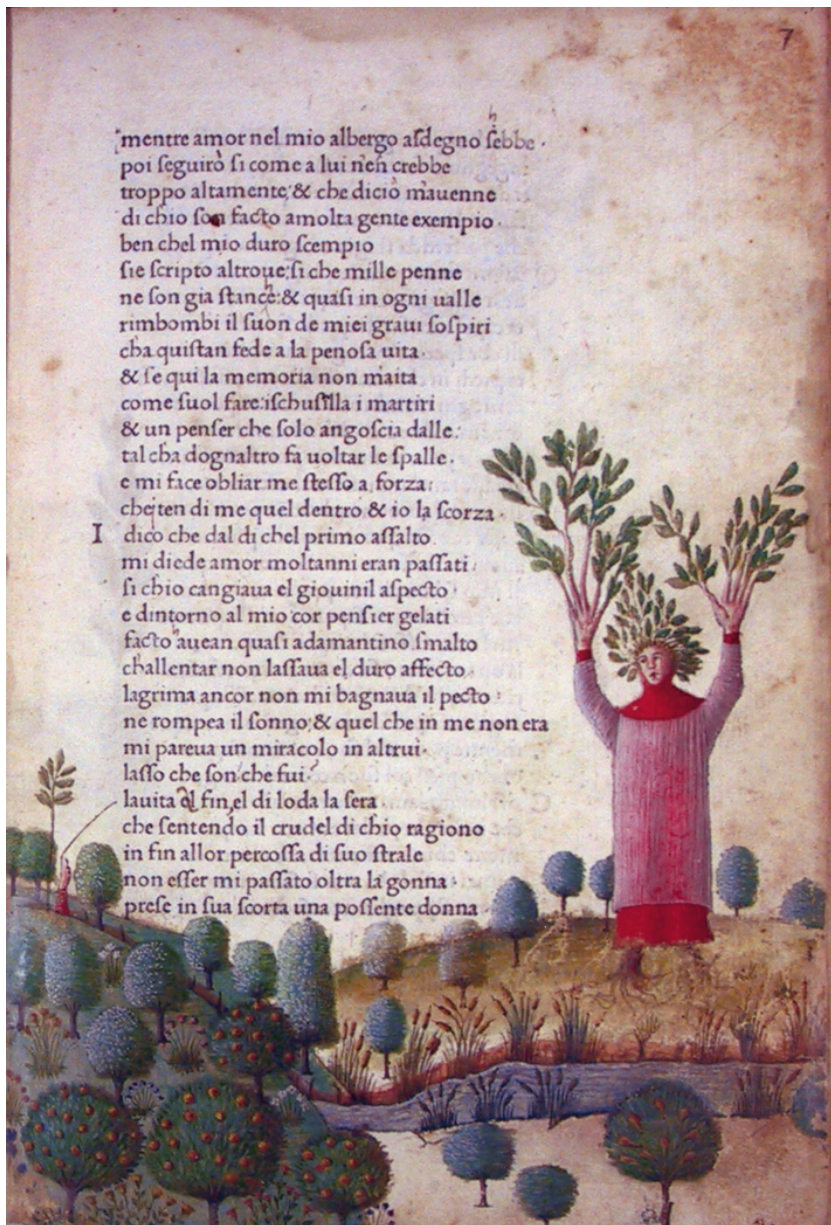 7
mentre amor nel mio albergo aſdegno ſebbe.
poi ſeguirò ſi come a lui nen crebbe
troppo altamente, & che diciò mauenne
di chio ſon facto amolta gente exempio.
ben chel mio duro ſcempio
ſie ſcripto altroue; ſi che mille penne
ne ſon gia ſtanche: & quaſi in ogni ualle
rimbombi il ſuon de miei graui ſoſpiri
cha quiſtan fede a la penoſa uita
& ſe qui la memoria non maita
come ſuol fare: iſchuſilla i martiri
& un penſer che ſolo angoſcia dalle:
tal cha dognaltro fa uoltar le ſpalle.
e mi face obliar me ſteſſo a forza:
che ten di me quel dentro & io la ſcorza
I dico che dal di chel primo aſſalto
mi diede amor moltanni eran paſſati.
ſi chio cangiaua el giouinil aſpecto
e dintorno al mio cor penſier gelati
facto auean quaſi adamantino ſmalto
challentar non laſſaua el duro affecto
lagrima ancor non mi bagnaua il pecto
ne rompea il ſonno; & quel che in me non era
mi pareua un miracolo in altrui.
laſſo che ſon che fui?
lauita al fin, el di loda la ſera
che ſentendo il crudel di chio ragiono
in fin allor percoſſa di ſuo ſtrale
non eſſer mi paſſato oltra la gonna.
preſe in ſua ſcorta una poſſente donna.